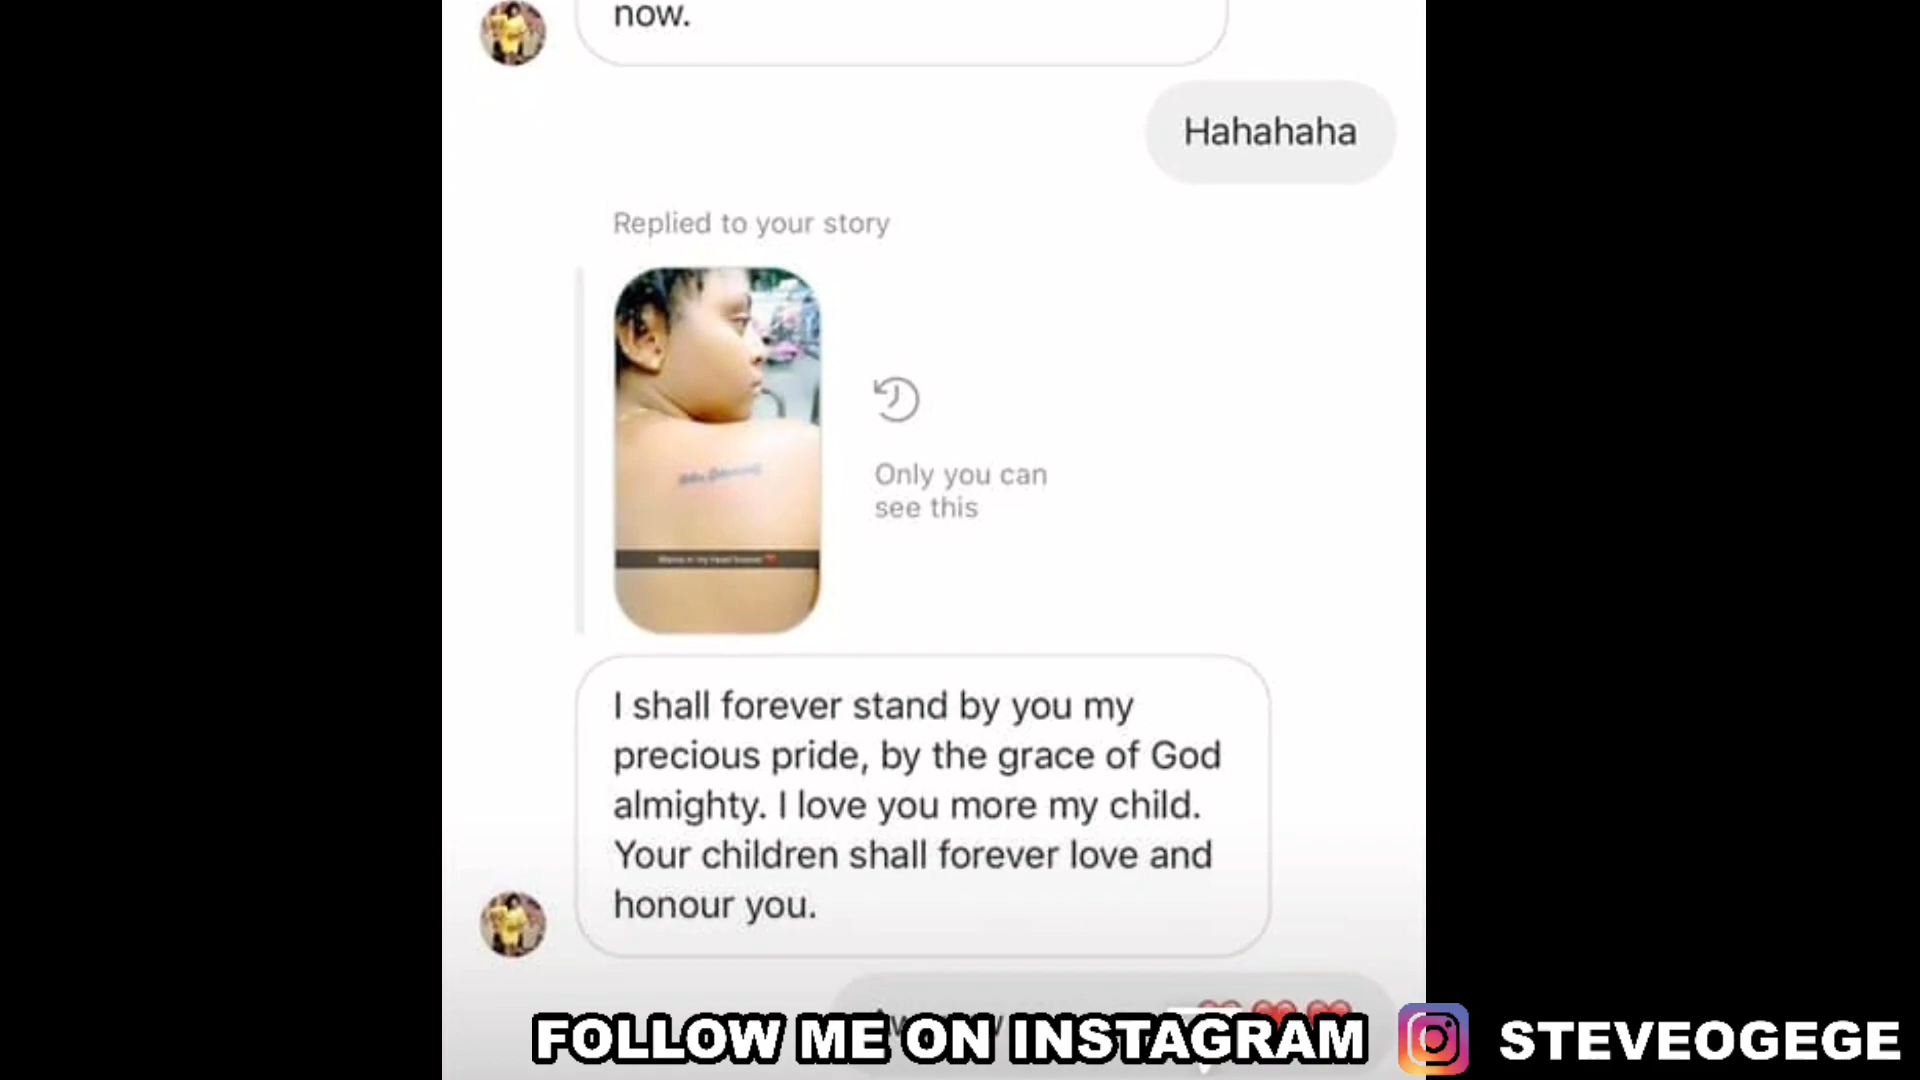 now.
Hahahaha
Replied to your story
Only you can
see this
I shall forever stand by you my
precious pride, by the grace of God
almighty. I love you more my child.
Your children shall forever love and
honour you.
FOLLOW ME ON INSTAGRAM STEVEOGEGE